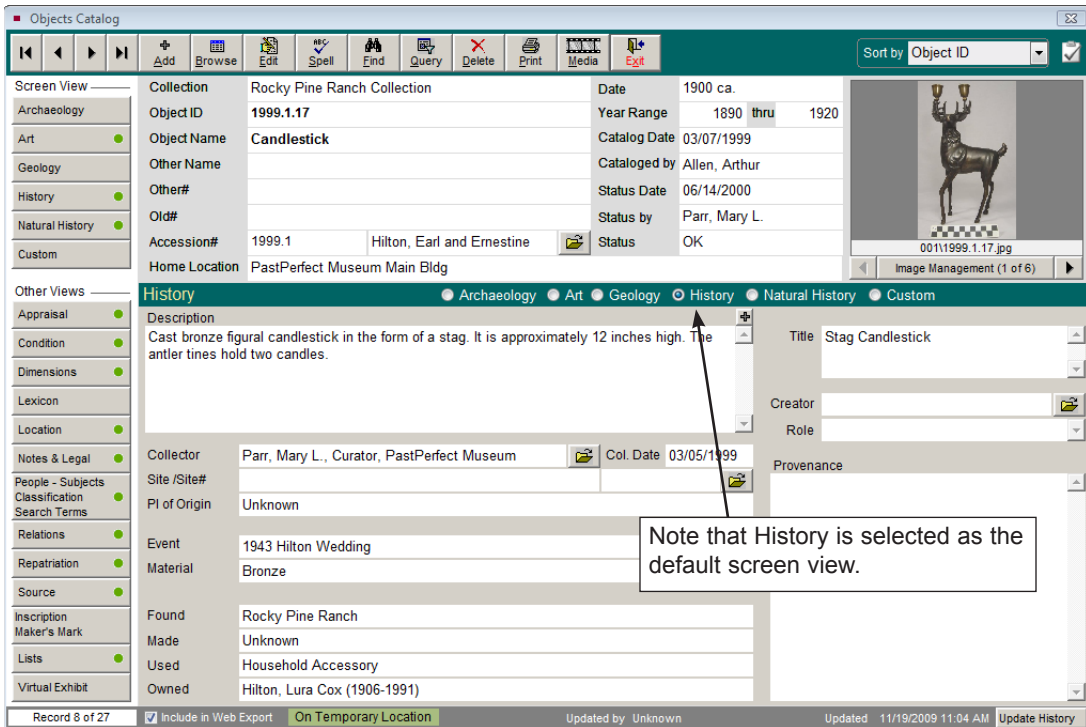 Objects Catalog
Add Browse Edit ABC Spell Find Query Delete Print Media Exit
Sort by Object ID
Screen View
Archaeology
Art
Geology
History
Natural History
Custom
Collection Rocky Pine Ranch Collection
Object ID 1999.1.17
Object Name Candlestick
Other Name
Other#
Old#
Accession# 1999.1 Hilton, Earl and Ernestine
Home Location PastPerfect Museum Main Bldg
Date 1900 ca.
Year Range 1890 thru 1920
Catalog Date 03/07/1999
Cataloged by Allen, Arthur
Status Date 06/14/2000
Status by Parr, Mary L.
Status OK
001\1999.1.17.jpg
Image Management (1 of 6)
Other Views
Appraisal
Condition
Dimensions
Lexicon
Location
Notes & Legal
People - Subjects
Classification
Search Terms
Relations
Repatriation
Source
Inscription
Maker's Mark
Lists
Virtual Exhibit
History Archaeology Art Geology History Natural History Custom
Description
Cast bronze figural candlestick in the form of a stag. It is approximately 12 inches high. The
antler tines hold two candles.
Title Stag Candlestick
Creator
Role
Provenance
Collector Parr, Mary L., Curator, PastPerfect Museum Col. Date 03/05/1999
Site /Site#
Pl of Origin Unknown
Event 1943 Hilton Wedding
Material Bronze
Found Rocky Pine Ranch
Made Unknown
Used Household Accessory
Owned Hilton, Lura Cox (1906-1991)
Note that History is selected as the
default screen view.
Record 8 of 27 Include in Web Export On Temporary Location Updated by Unknown Updated 11/19/2009 11:04 AM Update History